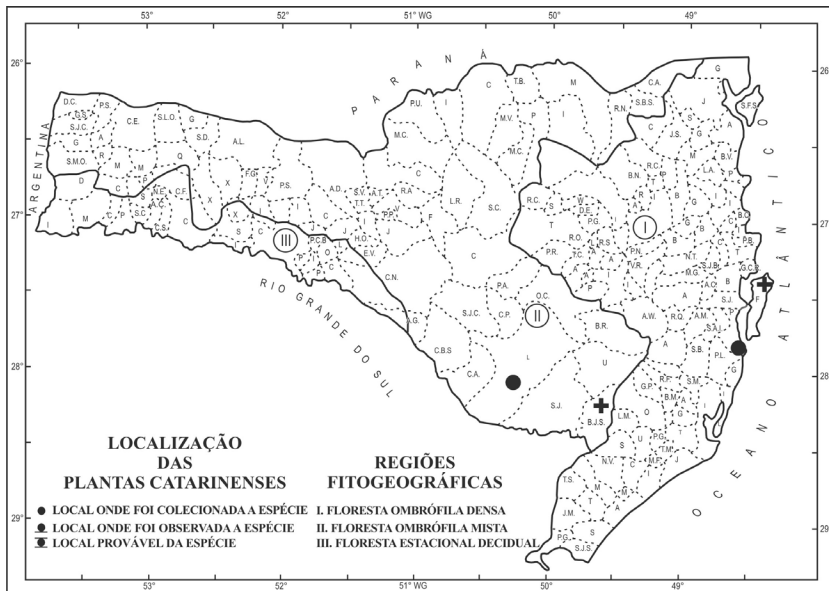 53° 52° 51° WG 50° 49°
26° 26°
27° 27°
28° 28°
29° 29°
53° 52° 51° WG 50° 49°
PARANÁ
ARGENTINA
RIO GRANDE DO SUL
OCEANO ATLÂNTICO
I
II
III
D.C.
P.S.
G.S.
S.J.C.
C.E.
S.L.O.
G
S.D.
A.L.
S.M.O.
F.G.
P.S.
A.D.
S.V.
A.T.
R.A
T.T.
P.P.
N.E.
C.F.
A.C.
S.C.
C.S.
P.C.B
H.O.
E.V.
C.N.
A.G.
P.U.
M.C.
T.B.
M.V.
M.C.
L.R.
S.C.
R.N.
C.A.
S.B.S.
S.F.S.
J.S.
B.V.
L.A.
R.C.
B.N.
R.C.
D.E.
P.G.
R.O.
R.S
T.C.
P.R.
P.N.
V.R.
N.T.
S.J.B
M.G.
B.C.
P.B.
G.C.R.
A.O.
S.J.
P.A.
O.C.
S.J.C.
C.P.
B.R.
A.W.
R.Q.
A.M.
S.A.I.
S.B.
P.L.
C.B.S
C.A.
S.J.
B.J.S.
R.F.
S.M.
G.P.
B.M.
L.M.
P.G.
T.M.
M.F.
N.V.
T.S.
J.M.
P.G.
S.J.S.
LOCALIZAÇÃO
DAS
PLANTAS CATARINENSES
LOCAL ONDE FOI COLECIONADA A ESPÉCIE
LOCAL ONDE FOI OBSERVADA A ESPÉCIE
LOCAL PROVÁVEL DA ESPÉCIE
REGIÕES
FITOGEOGRÁFICAS
I. FLORESTA OMBRÓFILA DENSA
II. FLORESTA OMBRÓFILA MISTA
III. FLORESTA ESTACIONAL DECIDUAL